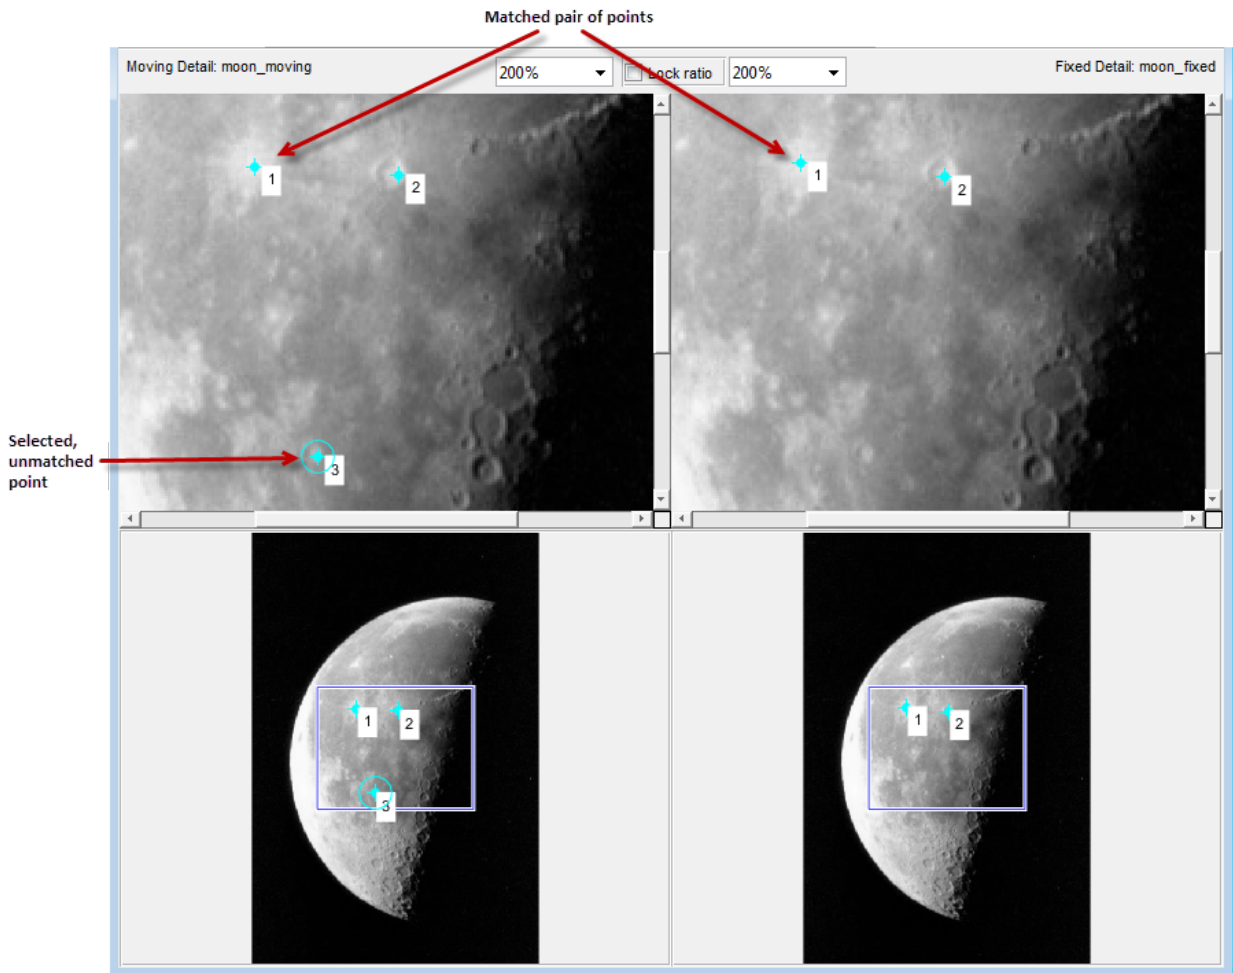 Matched pair of points
Moving Detail: moon_moving
200%
Lock ratio
200%
Fixed Detail: moon_fixed
1
2
1
2
Selected,
unmatched
point
3
1
2
3
1
2